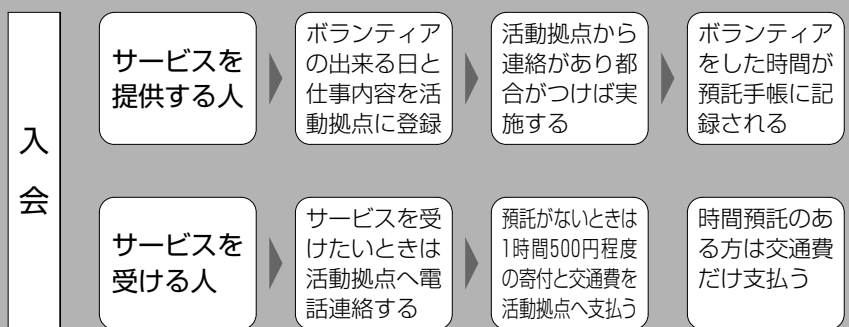 入
会
サービスを
提供する人
ボランティア
の出来る日と
仕事内容を活
動拠点に登録
活動拠点から
連絡があり都
合がつけば実
施する
ボランティア
をした時間が
預託手帳に記
録される
サービスを
受ける人
サービスを受
けたいときは
活動拠点へ電
話連絡する
預託がないときは
1時間500円程度
の寄付と交通費を
活動拠点へ支払う
時間預託のあ
る方は交通費
だけ支払う